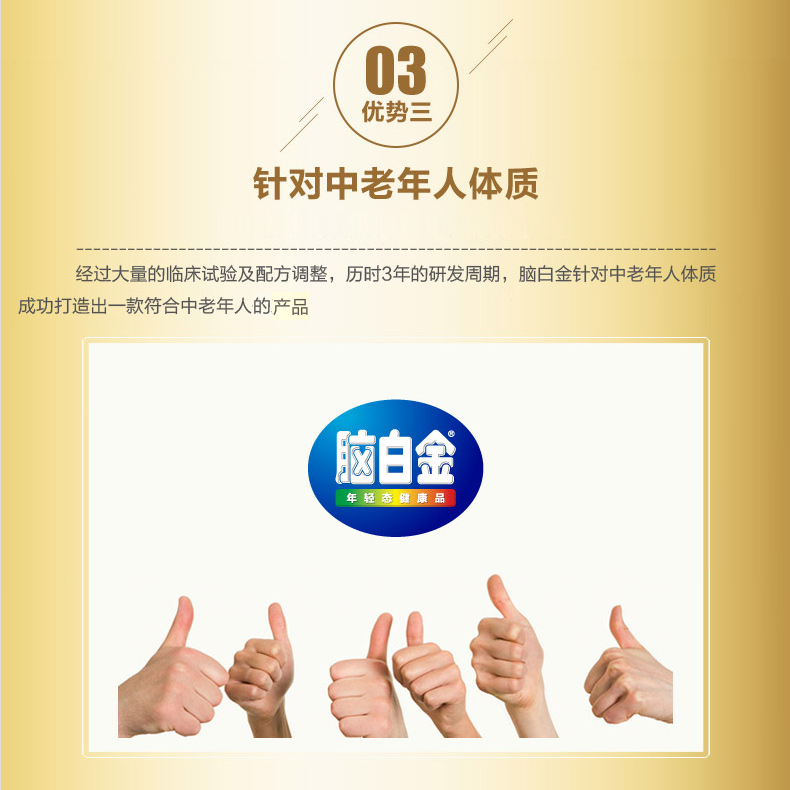 03
优势三
针对中老年人体质
经过大量的临床试验及配方调整，历时3年的研发周期，脑白金针对中老年人体质
成功打造出一款符合中老年人的产品
脑白金®
年轻态健康品